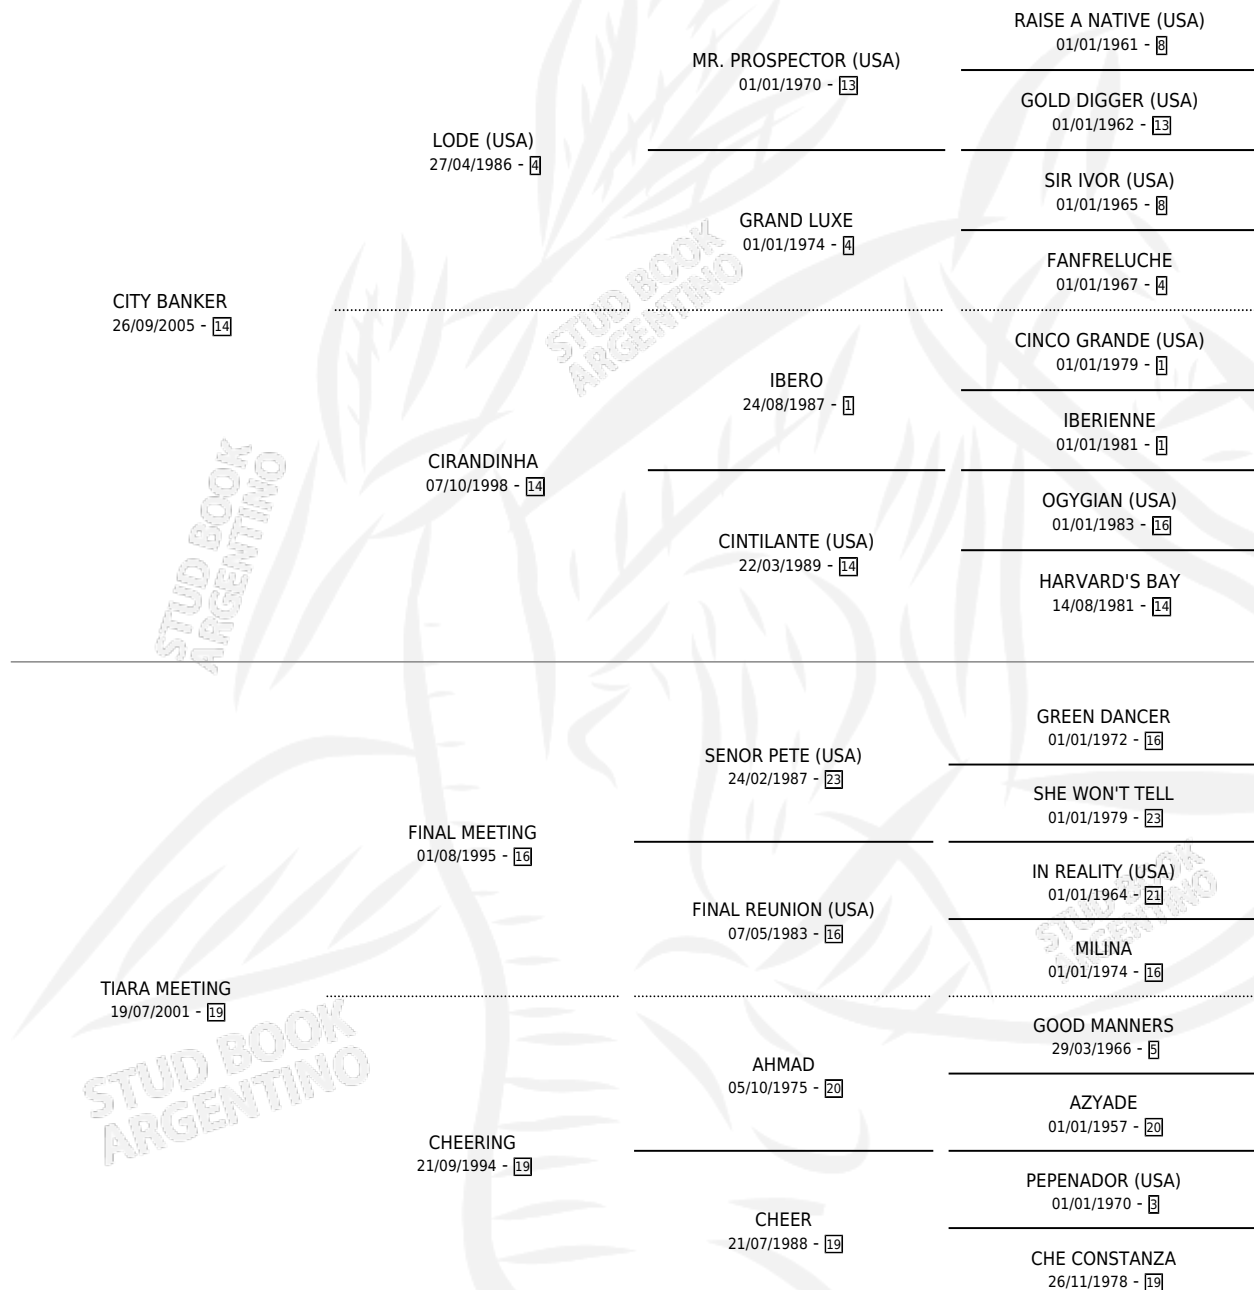 RAISE A NATIVE (USA)
01/01/1961 - 8
MR. PROSPECTOR (USA)
01/01/1970 - 13
GOLD DIGGER (USA)
01/01/1962 - 13
LODE (USA)
27/04/1986 - 4
SIR IVOR (USA)
01/01/1965 - 8
GRAND LUXE
01/01/1974 - 4
FANFRELUCHE
01/01/1967 - 4
CITY BANKER
26/09/2005 - 14
STUD BOOK
ARGENTINO
CINCO GRANDE (USA)
01/01/1979 - 1
IBERO
24/08/1987 - 1
IBERIENNE
01/01/1981 - 1
CIRANDINHA
07/10/1998 - 14
STUD BOOK
ARGENTINO
OGYGIAN (USA)
01/01/1983 - 16
CINTILANTE (USA)
22/03/1989 - 14
HARVARD'S BAY
14/08/1981 - 14
GREEN DANCER
01/01/1972 - 16
SENOR PETE (USA)
24/02/1987 - 23
SHE WON'T TELL
01/01/1979 - 23
FINAL MEETING
01/08/1995 - 16
IN REALITY (USA)
01/01/1964 - 21
STUD BOOK
ARGENTINO
FINAL REUNION (USA)
07/05/1983 - 16
MILINA
01/01/1974 - 16
TIARA MEETING
19/07/2001 - 19
STUD BOOK
ARGENTINO
GOOD MANNERS
29/03/1966 - 5
AHMAD
05/10/1975 - 20
AZYADE
01/01/1957 - 20
CHEERING
21/09/1994 - 19
PEPENADOR (USA)
01/01/1970 - 3
CHEER
21/07/1988 - 19
CHE CONSTANZA
26/11/1978 - 19